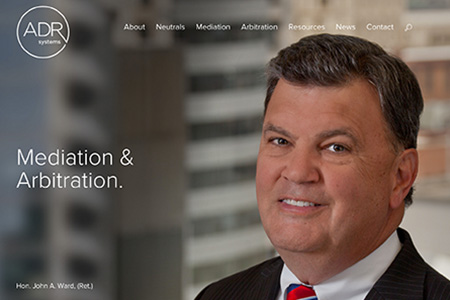 ADR
systems
About Neutrals Mediation Arbitration Resources News Contact
Mediation &
Arbitration.
Hon. John A. Ward, (Ret.)